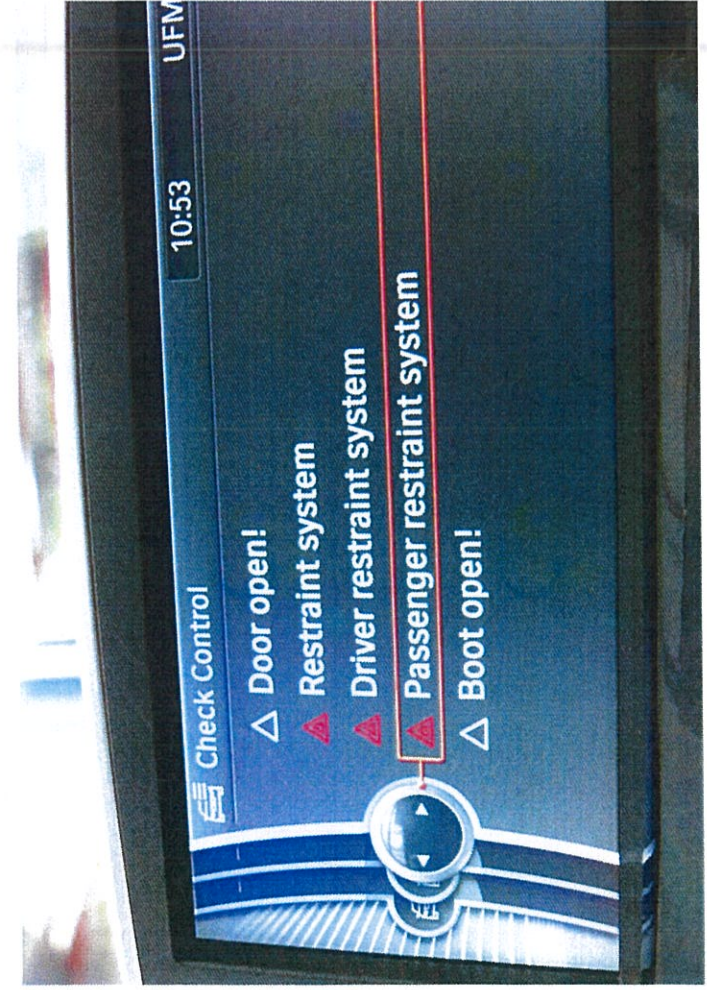 Check Control
10:53
UFM
Door open!
Restraint system
Driver restraint system
Passenger restraint system
Boot open!